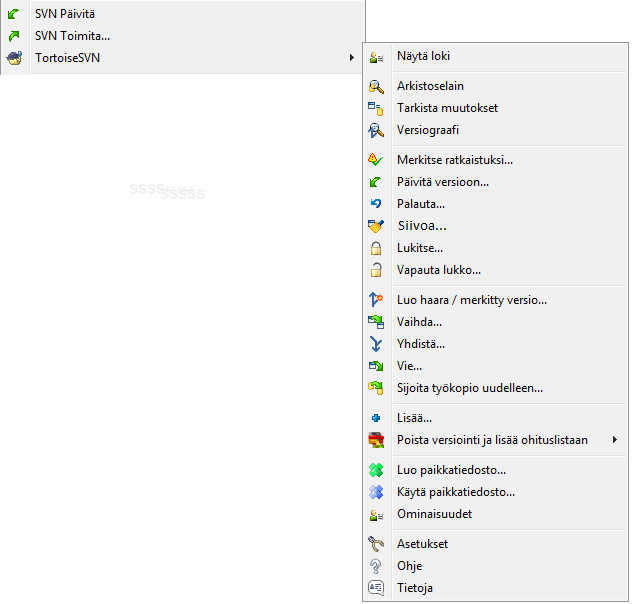 SVN Päivitä
SVN Toimita...
TortoiseSVN
Näytä loki
Arkistoselain
Tarkista muutokset
Versiograafi
ssss
sssss
Merkitse ratkaistuksi...
Päivitä versioon...
Palauta...
Siivoa...
Lukitse...
Vapauta lukko...
Luo haara / merkitty versio...
Vaihda...
Yhdistä...
Vie...
Sijoita työkopio uudelleen...
Lisää...
Poista versiointi ja lisää ohituslistaan
Luo paikkatiedosto...
Käytä paikkatiedosto...
Ominaisuudet
Asetukset
Ohje
Tietoja